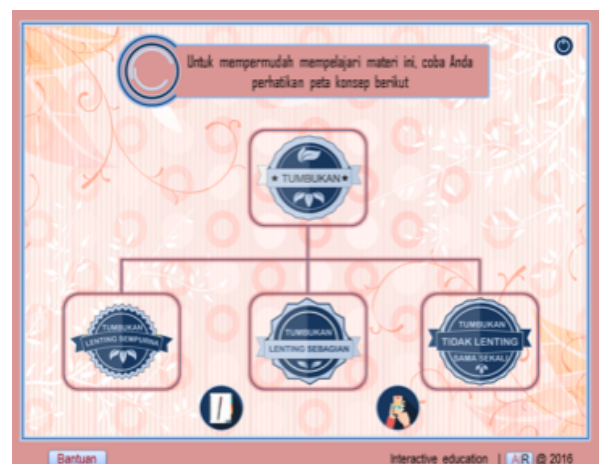 Untuk mempermudah mempelajari materi ini, coba Anda
perhatikan peta konsep berikut
TUMBUKAN
TUMBUKAN
LENTING SEMPURNA
TUMBUKAN
LENTING SEBAGIAN
TUMBUKAN
TIDAK LENTING
SAMA SEKALI
Bantuan
Interactive education | AR @ 2016